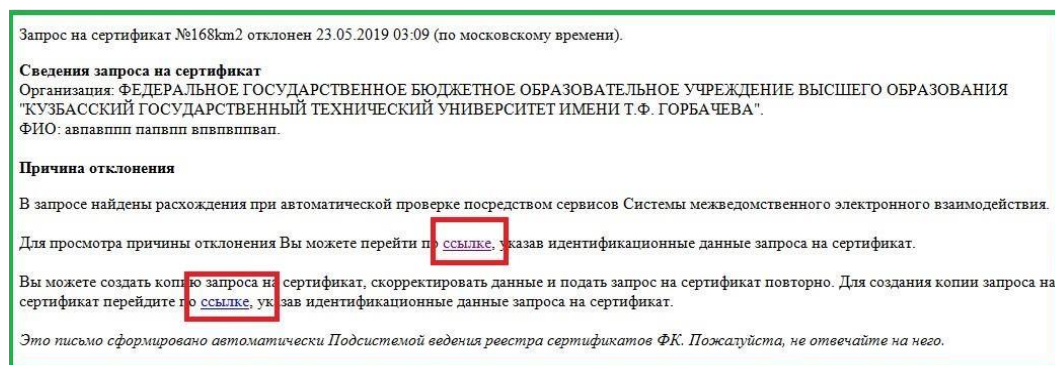 Запрос на сертификат №168km2 отклонен 23.05.2019 03:09 (по московскому времени).
Сведения запроса на сертификат
Организация: ФЕДЕРАЛЬНОЕ ГОСУДАРСТВЕННОЕ БЮДЖЕТНОЕ ОБРАЗОВАТЕЛЬНОЕ УЧРЕЖДЕНИЕ ВЫСШЕГО ОБРАЗОВАНИЯ
"КУЗБАССКИЙ ГОСУДАРСТВЕННЫЙ ТЕХНИЧЕСКИЙ УНИВЕРСИТЕТ ИМЕНИ Т.Ф. ГОРБАЧЕВА".
ФИО: авпавппп папвпп впвпвппвап.
Причина отклонения
В запросе найдены расхождения при автоматической проверке посредством сервисов Системы межведомственного электронного взаимодействия.
Для просмотра причины отклонения Вы можете перейти по ссылке, указав идентификационные данные запроса на сертификат.
Вы можете создать копию запроса на сертификат, скорректировать данные и подать запрос на сертификат повторно. Для создания копии запроса на
сертификат перейдите по ссылке, указав идентификационные данные запроса на сертификат.
Это письмо сформировано автоматически Подсистемой ведения реестра сертификатов ФК. Пожалуйста, не отвечайте на него.